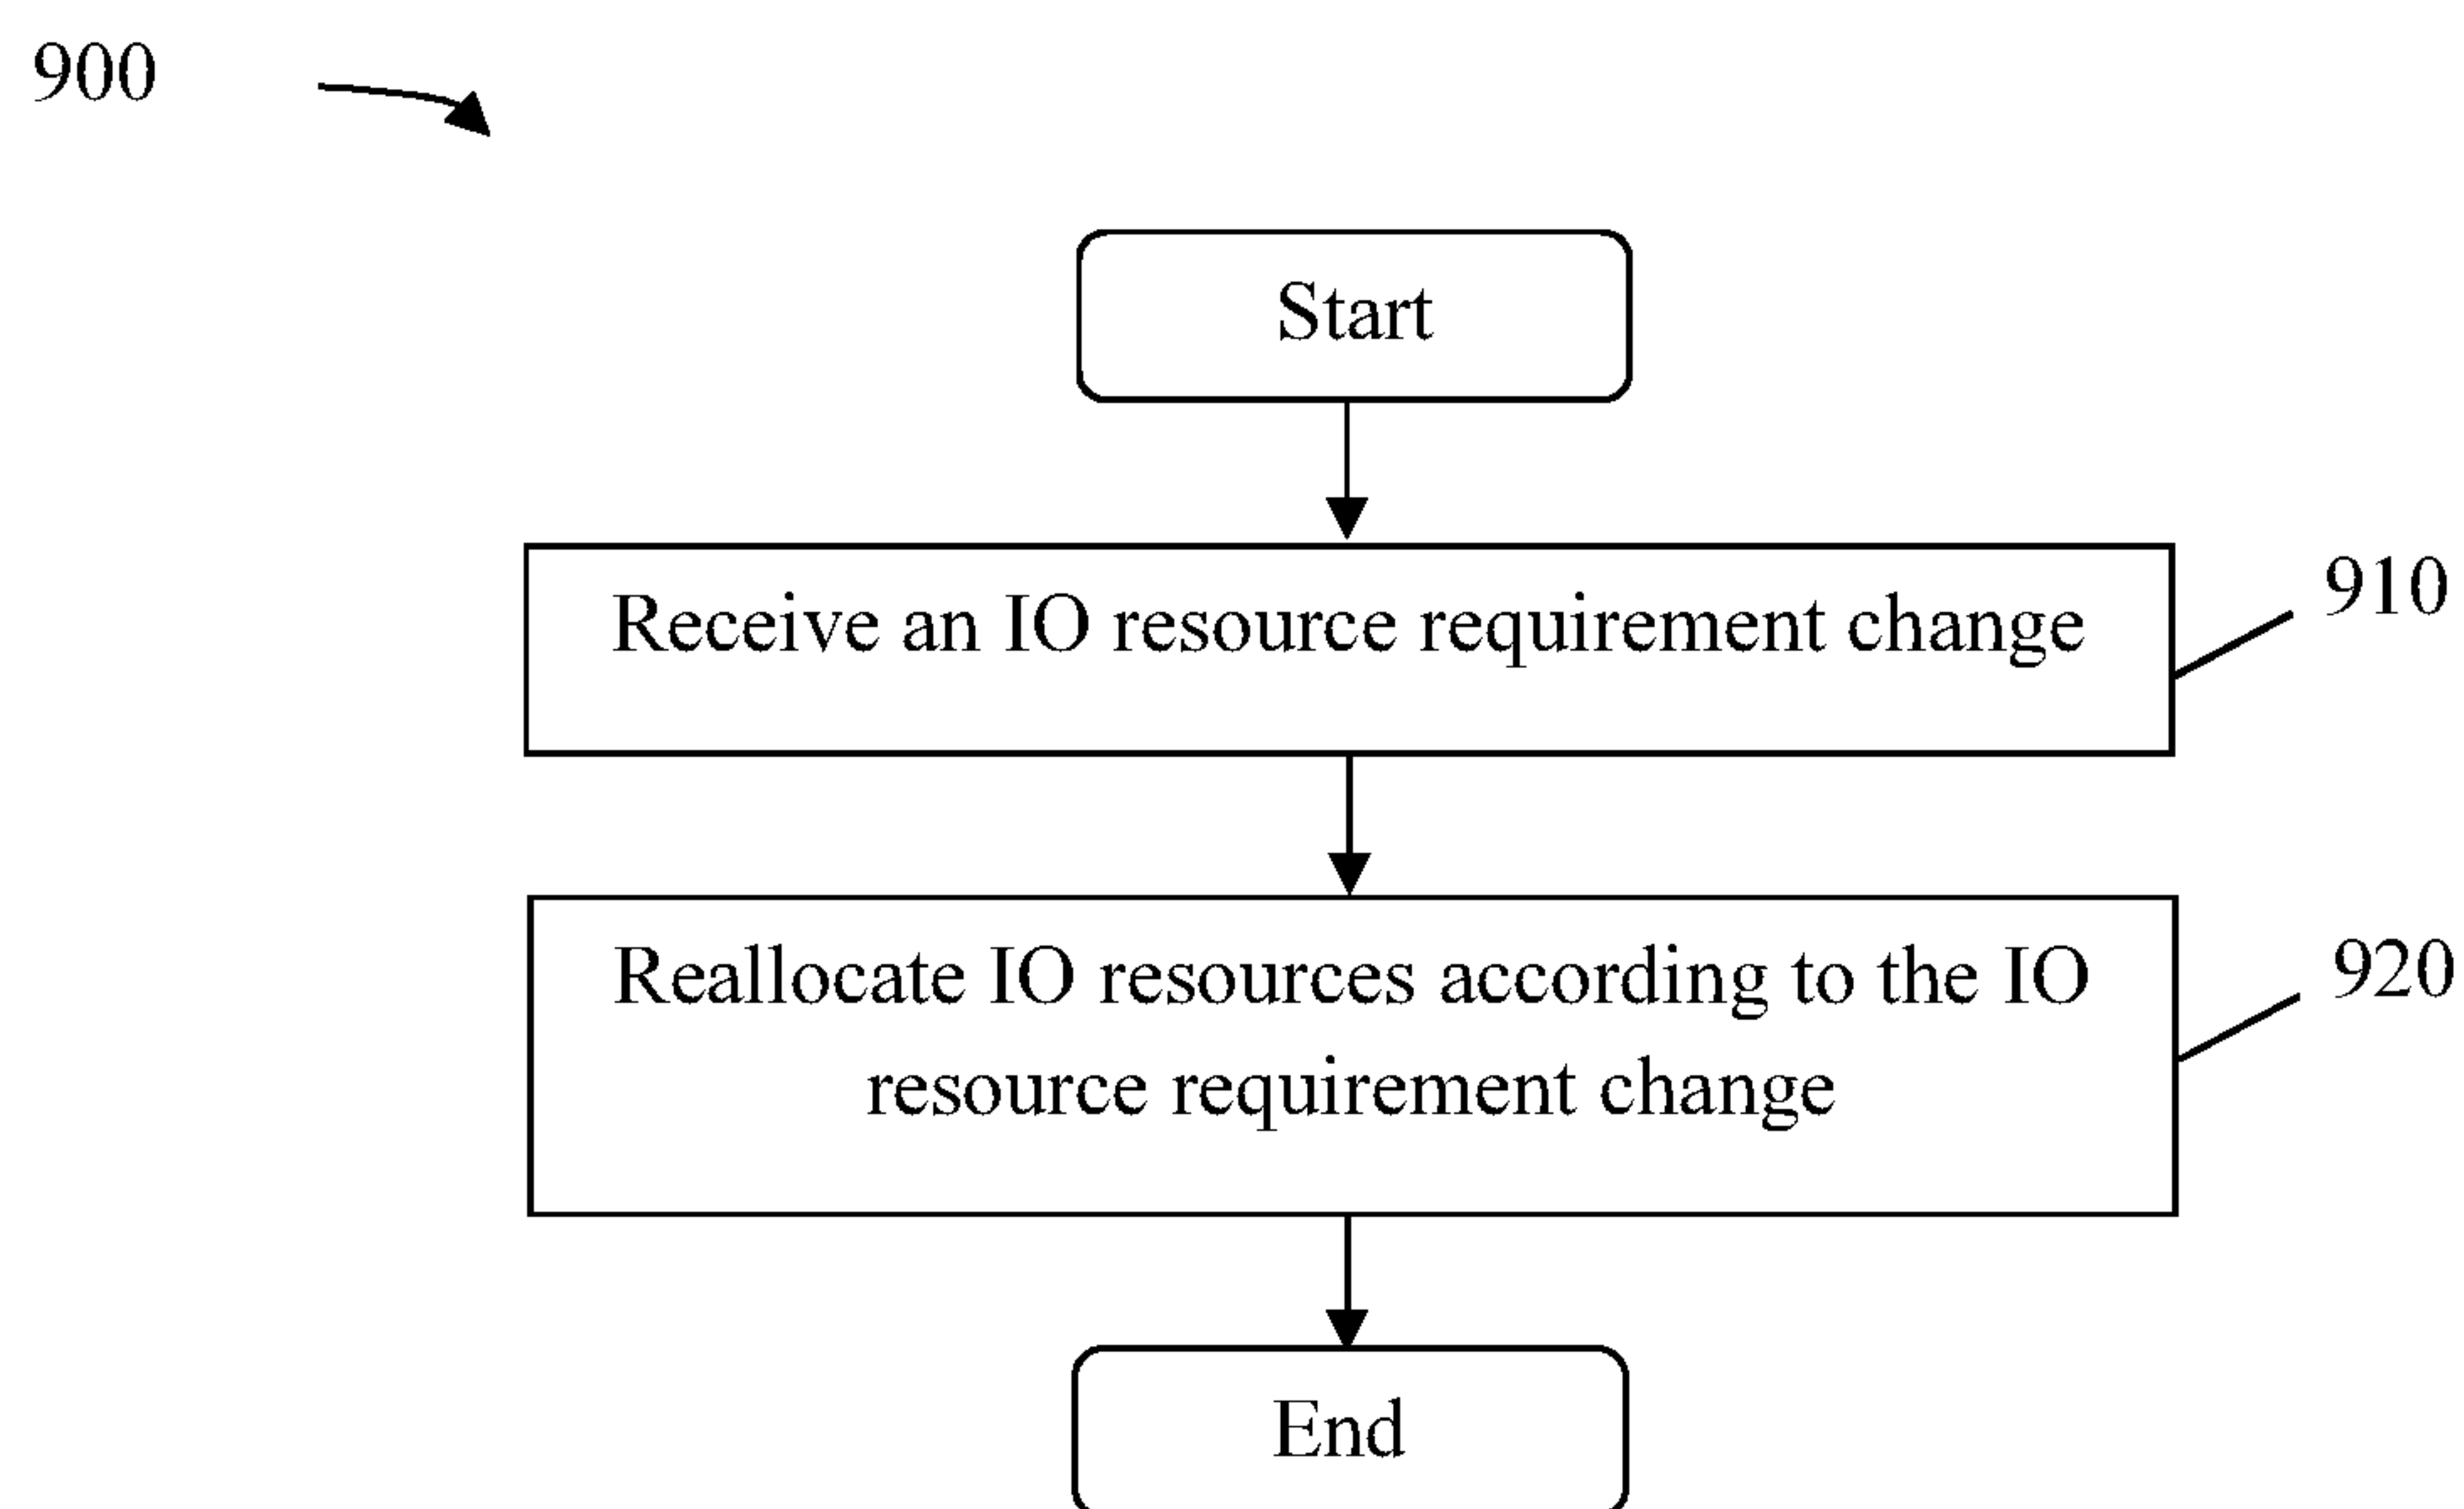 900
Start
Receive an IO resource requirement change
910
Reallocate IO resources according to the IO
resource requirement change
920
End